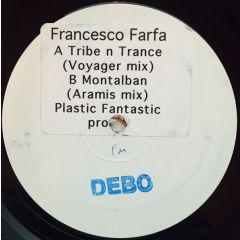 Francesco Farfa
A Tribe n Trance
(Voyager mix)
B Montalban
(Aramis mix)
Plastic Fantastic
DEBO